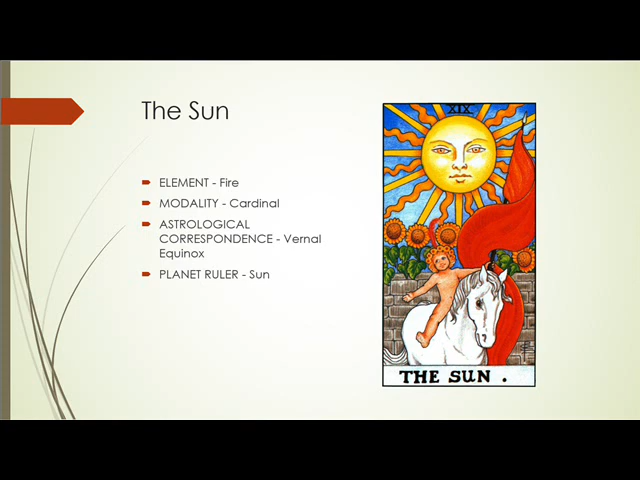 The Sun
ELEMENT - Fire
MODALITY - Cardinal
ASTROLOGICAL
CORRESPONDENCE - Vernal
Equinox
PLANET RULER - Sun
XIX
THE SUN .